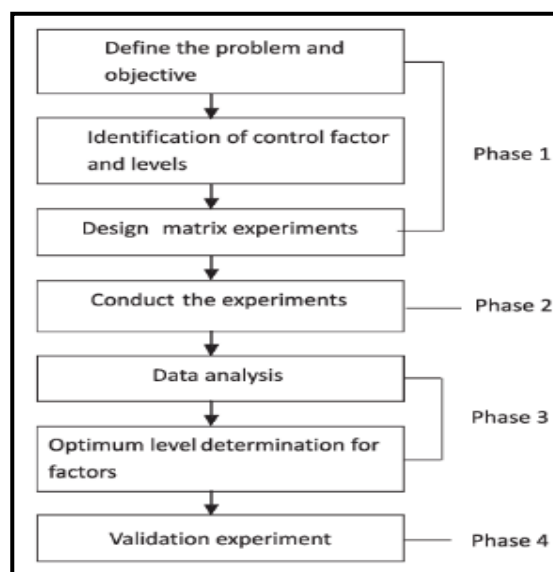 Define the problem and
objective
Identification of control factor
and levels
Phase 1
Design matrix experiments
Conduct the experiments
Phase 2
Data analysis
Phase 3
Optimum level determination for
factors
Validation experiment
Phase 4